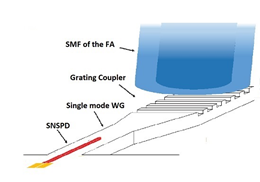 SMF of the FA
Grating Coupler
Single mode WG
SNSPD